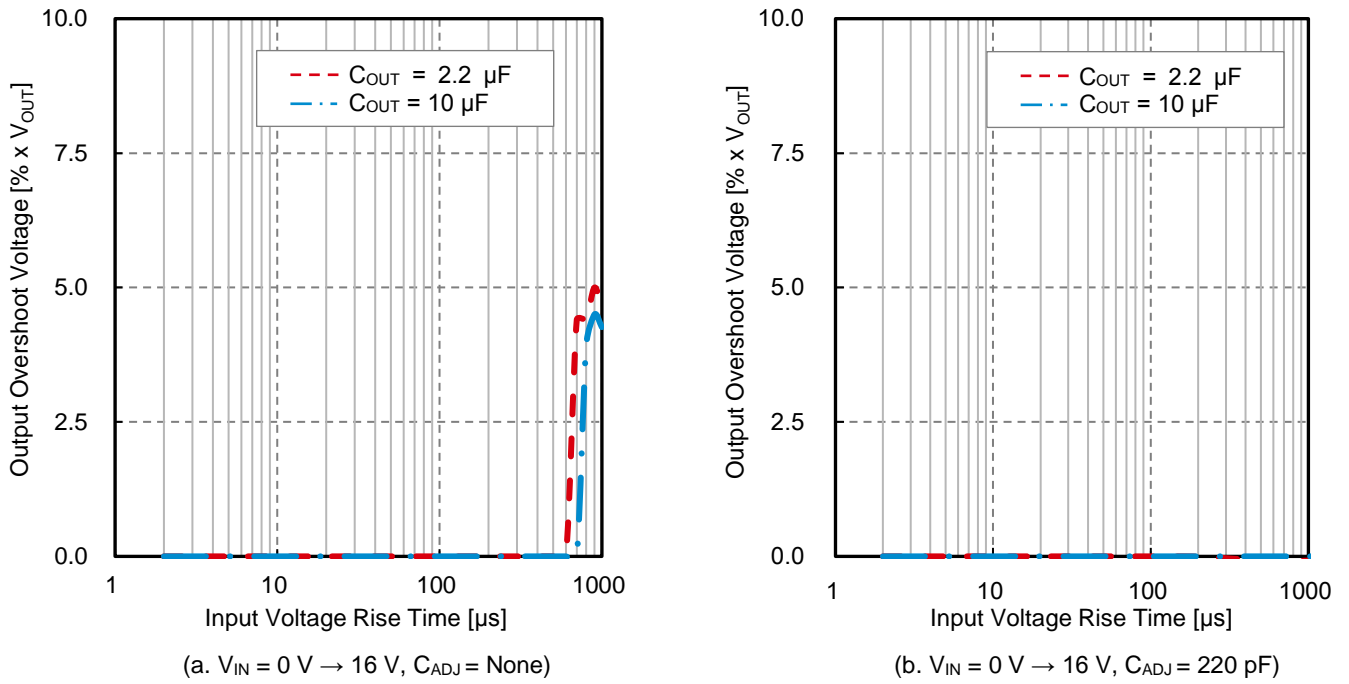 Output Overshoot Voltage [% x VOUT]
10.0
7.5
5.0
2.5
0.0
COUT = 2.2 µF
COUT = 10 µF
1 10 100 1000
Input Voltage Rise Time [µs]
(a. VIN = 0 V → 16 V, CADJ = None)
Output Overshoot Voltage [% x VOUT]
10.0
7.5
5.0
2.5
0.0
COUT = 2.2 µF
COUT = 10 µF
1 10 100 1000
Input Voltage Rise Time [µs]
(b. VIN = 0 V → 16 V, CADJ = 220 pF)